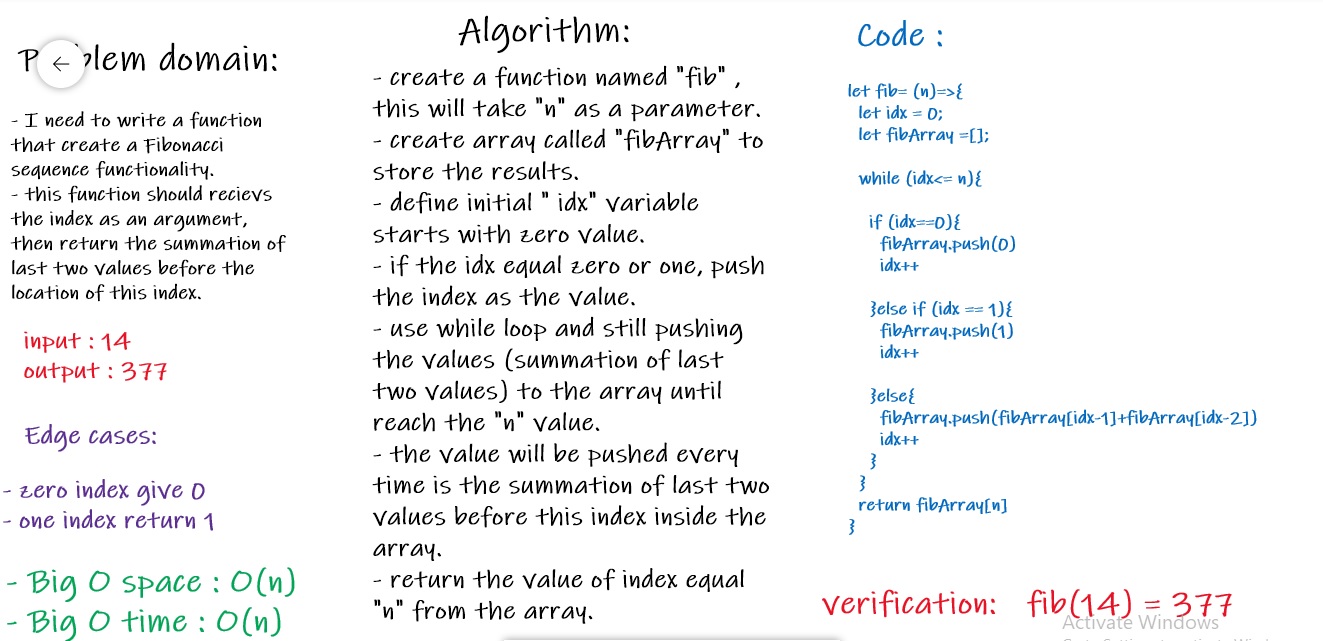 Problem domain:
- I need to write a function
that create a Fibonacci
sequence functionality.
- this function should recievs
the index as an argument,
then return the summation of
last two values before the
location of this index.
input : 14
output : 377
Edge cases:
- zero index give 0
- one index return 1
- Big O space : O(n)
- Big O time : O(n)
Algorithm:
- create a function named "fib" ,
this will take "n" as a parameter.
- create array called "fibArray" to
store the results.
- define initial " idx" variable
starts with zero value.
- if the idx equal zero or one, push
the index as the value.
- use while loop and still pushing
the values (summation of last
two values) to the array until
reach the "n" value.
- the value will be pushed every
time is the summation of last two
values before this index inside the
array.
- return the value of index equal
"n" from the array.
Code :
let fib= (n)=>{
let idx = 0;
let fibArray =[];
while (idx<= n){
if (idx==0){
fibArray.push(0)
idx++
}else if (idx == 1){
fibArray.push(1)
idx++
}else{
fibArray.push(fibArray[idx-1]+fibArray[idx-2])
idx++
}
}
return fibArray[n]
}
verification: fib(14) = 377
Activate Windows